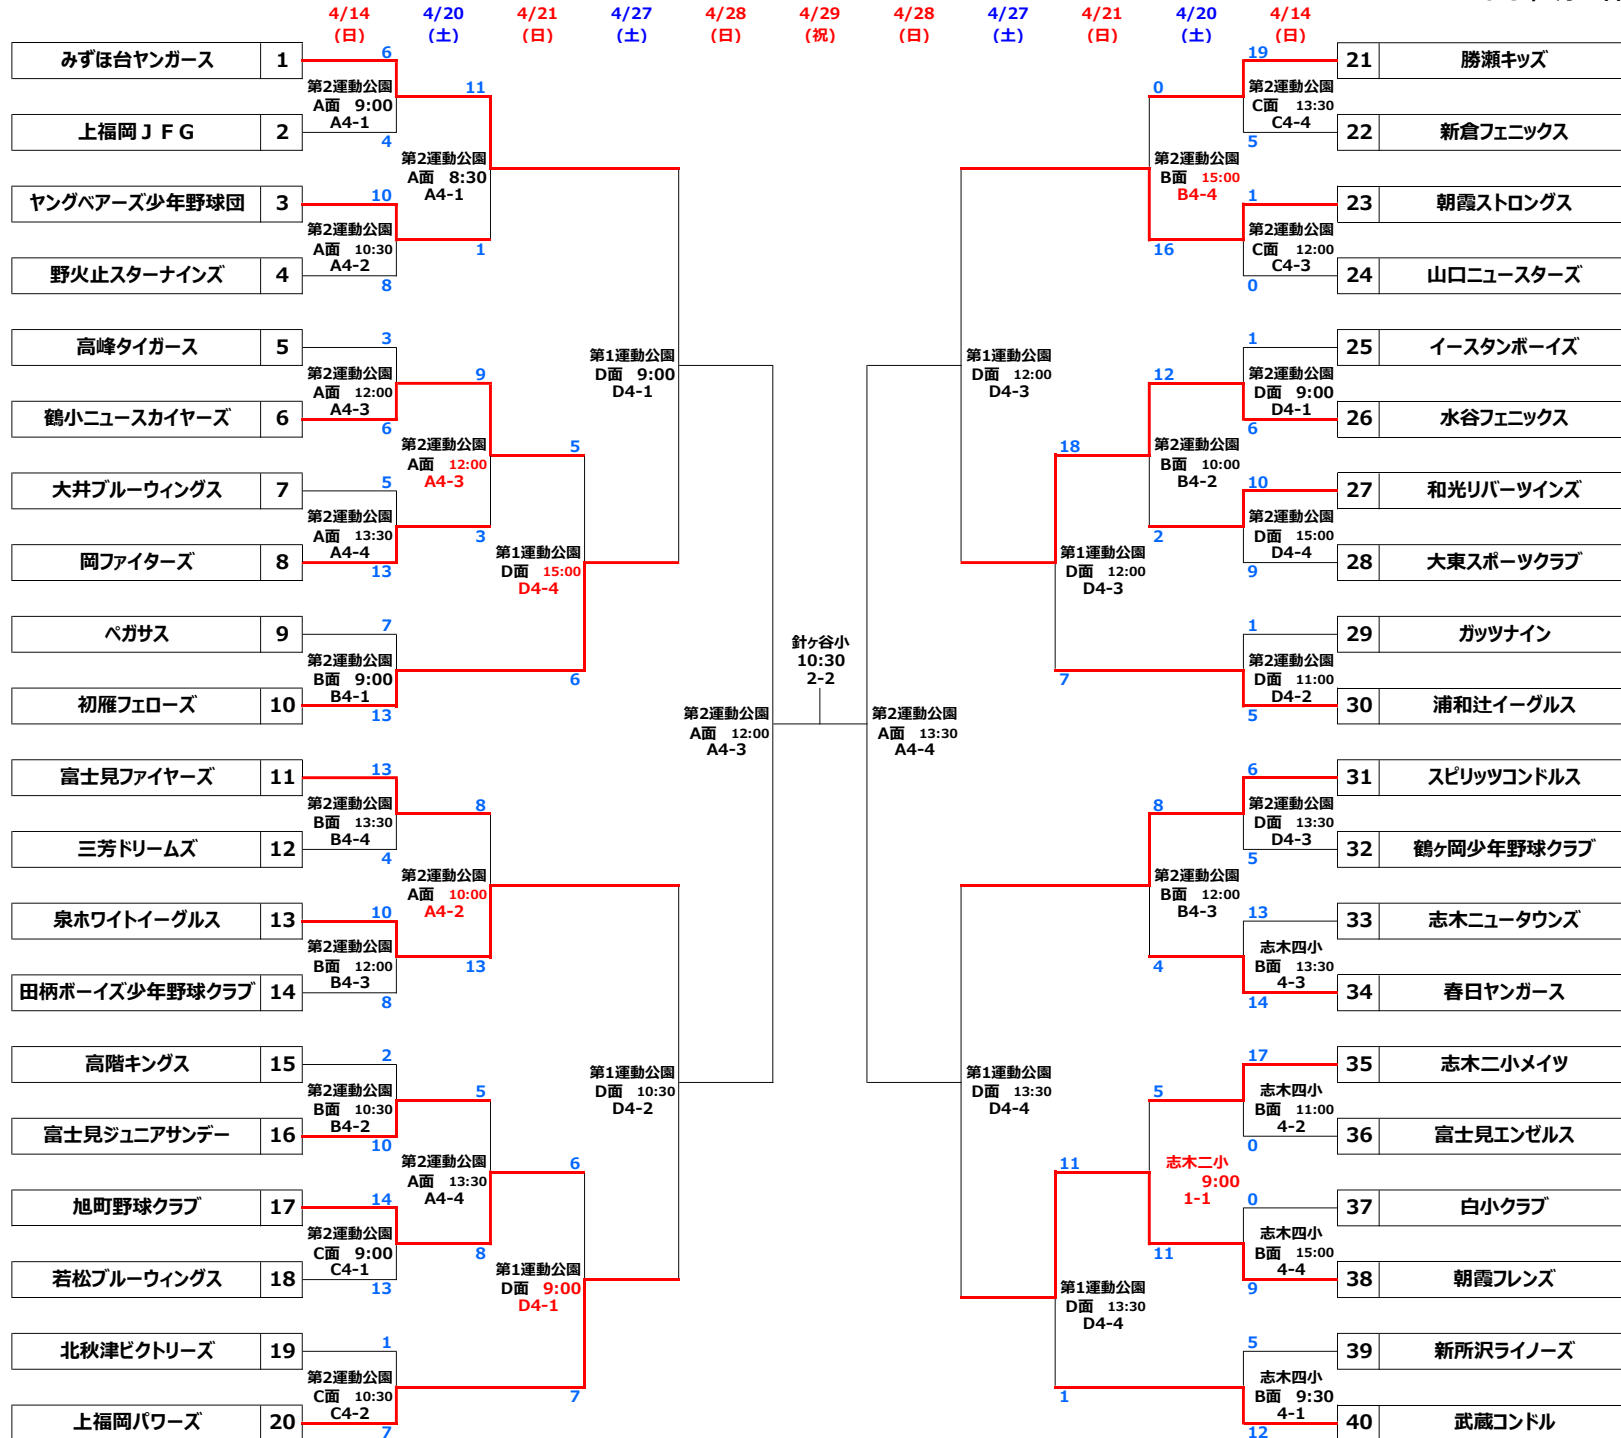 4/14 4/20 4/21 4/27 4/28 4/29 4/28 4/27 4/21 4/20 4/14
(日) (土) (日) (土) (日) (祝) (日) (土) (日) (土) (日)
みずほ台ヤンガース 1
6
第2運動公園
A面 9:00
A4-1
上福岡JFG 2
4
11
第2運動公園
A面 8:30
A4-1
1
ヤングベアーズ少年野球団 3
10
第2運動公園
A面 10:30
A4-2
野火止スターナインズ 4
8
高峰タイガース 5
3
第2運動公園
A面 12:00
A4-3
鶴小ニュースカイヤーズ 6
6
9
第2運動公園
A面 12:00
A4-3
3
大井ブルーウィングス 7
5
第2運動公園
A面 13:30
A4-4
岡ファイターズ 8
13
5
第1運動公園
D面 15:00
D4-4
6
ペガサス 9
7
第2運動公園
B面 9:00
B4-1
初雁フェローズ 10
13
第1運動公園
D面 9:00
D4-1
富士見ファイヤーズ 11
13
第2運動公園
B面 13:30
B4-4
三芳ドリームズ 12
4
8
第2運動公園
A面 10:00
A4-2
13
泉ホワイトイーグルス 13
10
第2運動公園
B面 12:00
B4-3
田柄ボーイズ少年野球クラブ 14
8
高階キングス 15
2
第2運動公園
B面 10:30
B4-2
富士見ジュニアサンデー 16
10
5
第2運動公園
A面 13:30
A4-4
8
旭町野球クラブ 17
14
第2運動公園
C面 9:00
C4-1
若松ブルーウィングス 18
13
6
第1運動公園
D面 9:00
D4-1
7
北秋津ビクトリーズ 19
1
第2運動公園
C面 10:30
C4-2
上福岡パワーズ 20
7
第1運動公園
D面 10:30
D4-2
第2運動公園
A面 12:00
A4-3
針ヶ谷小
10:30
2-2
第2運動公園
A面 13:30
A4-4
第1運動公園
D面 12:00
D4-3
第1運動公園
D面 13:30
D4-4
19
21 勝瀬キッズ
第2運動公園
C面 13:30
C4-4
5
22 新倉フェニックス
0
第2運動公園
B面 15:00
B4-4
16
1
23 朝霞ストロングス
第2運動公園
C面 12:00
C4-3
0
24 山口ニュースターズ
1
25 イースタンボーイズ
第2運動公園
D面 9:00
D4-1
6
26 水谷フェニックス
12
第2運動公園
B面 10:00
B4-2
2
10
27 和光リバーツインズ
第2運動公園
D面 15:00
D4-4
9
28 大東スポーツクラブ
18
第1運動公園
D面 12:00
D4-3
7
1
29 ガッツナイン
第2運動公園
D面 11:00
D4-2
5
30 浦和辻イーグルス
6
31 スピリッツコンドルス
第2運動公園
D面 13:30
D4-3
5
32 鶴ヶ岡少年野球クラブ
8
第2運動公園
B面 12:00
B4-3
4
13
33 志木ニュータウンズ
志木四小
B面 13:30
4-3
14
34 春日ヤンガース
17
35 志木二小メイツ
志木四小
B面 11:00
4-2
0
36 富士見エンゼルス
5
志木二小
9:00
1-1
11
0
37 白小クラブ
志木四小
B面 15:00
4-4
9
38 朝霞フレンズ
11
第1運動公園
D面 13:30
D4-4
1
5
39 新所沢ライノーズ
志木四小
B面 9:30
4-1
12
40 武蔵コンドル